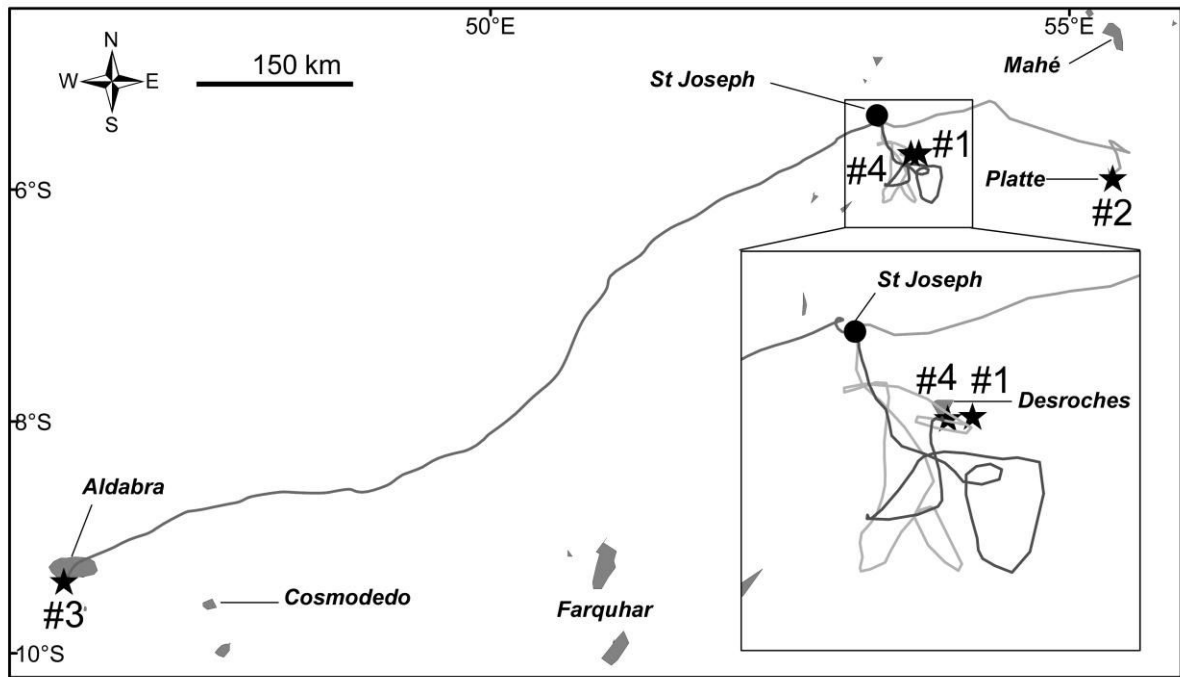 50°E
55°E
N
W E
S
150 km
Mahé
St Joseph
#1
#4
6°S
Platte
#2
St Joseph
#4 #1
Desroches
8°S
Aldabra
#3
Cosmodedo
Farquhar
10°S